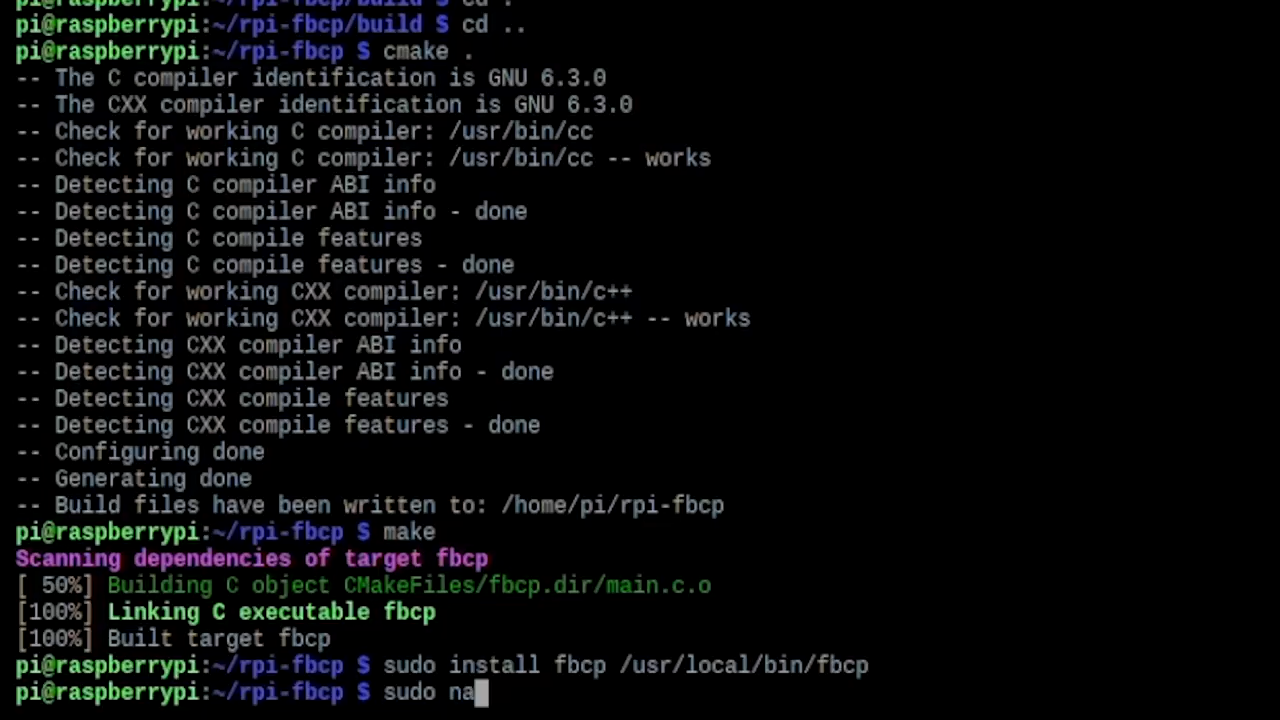 pi@raspberrypi:~/rpi-fbcp/build $ cd .
pi@raspberrypi:~/rpi-fbcp/build $ cd ..
pi@raspberrypi:~/rpi-fbcp $ cmake .
-- The C compiler identification is GNU 6.3.0
-- The CXX compiler identification is GNU 6.3.0
-- Check for working C compiler: /usr/bin/cc
-- Check for working C compiler: /usr/bin/cc -- works
-- Detecting C compiler ABI info
-- Detecting C compiler ABI info - done
-- Detecting C compile features
-- Detecting C compile features - done
-- Check for working CXX compiler: /usr/bin/c++
-- Check for working CXX compiler: /usr/bin/c++ -- works
-- Detecting CXX compiler ABI info
-- Detecting CXX compiler ABI info - done
-- Detecting CXX compile features
-- Detecting CXX compile features - done
-- Configuring done
-- Generating done
-- Build files have been written to: /home/pi/rpi-fbcp
pi@raspberrypi:~/rpi-fbcp $ make
Scanning dependencies of target fbcp
[ 50%] Building C object CMakeFiles/fbcp.dir/main.c.o
[100%] Linking C executable fbcp
[100%] Built target fbcp
pi@raspberrypi:~/rpi-fbcp $ sudo install fbcp /usr/local/bin/fbcp
pi@raspberrypi:~/rpi-fbcp $ sudo na